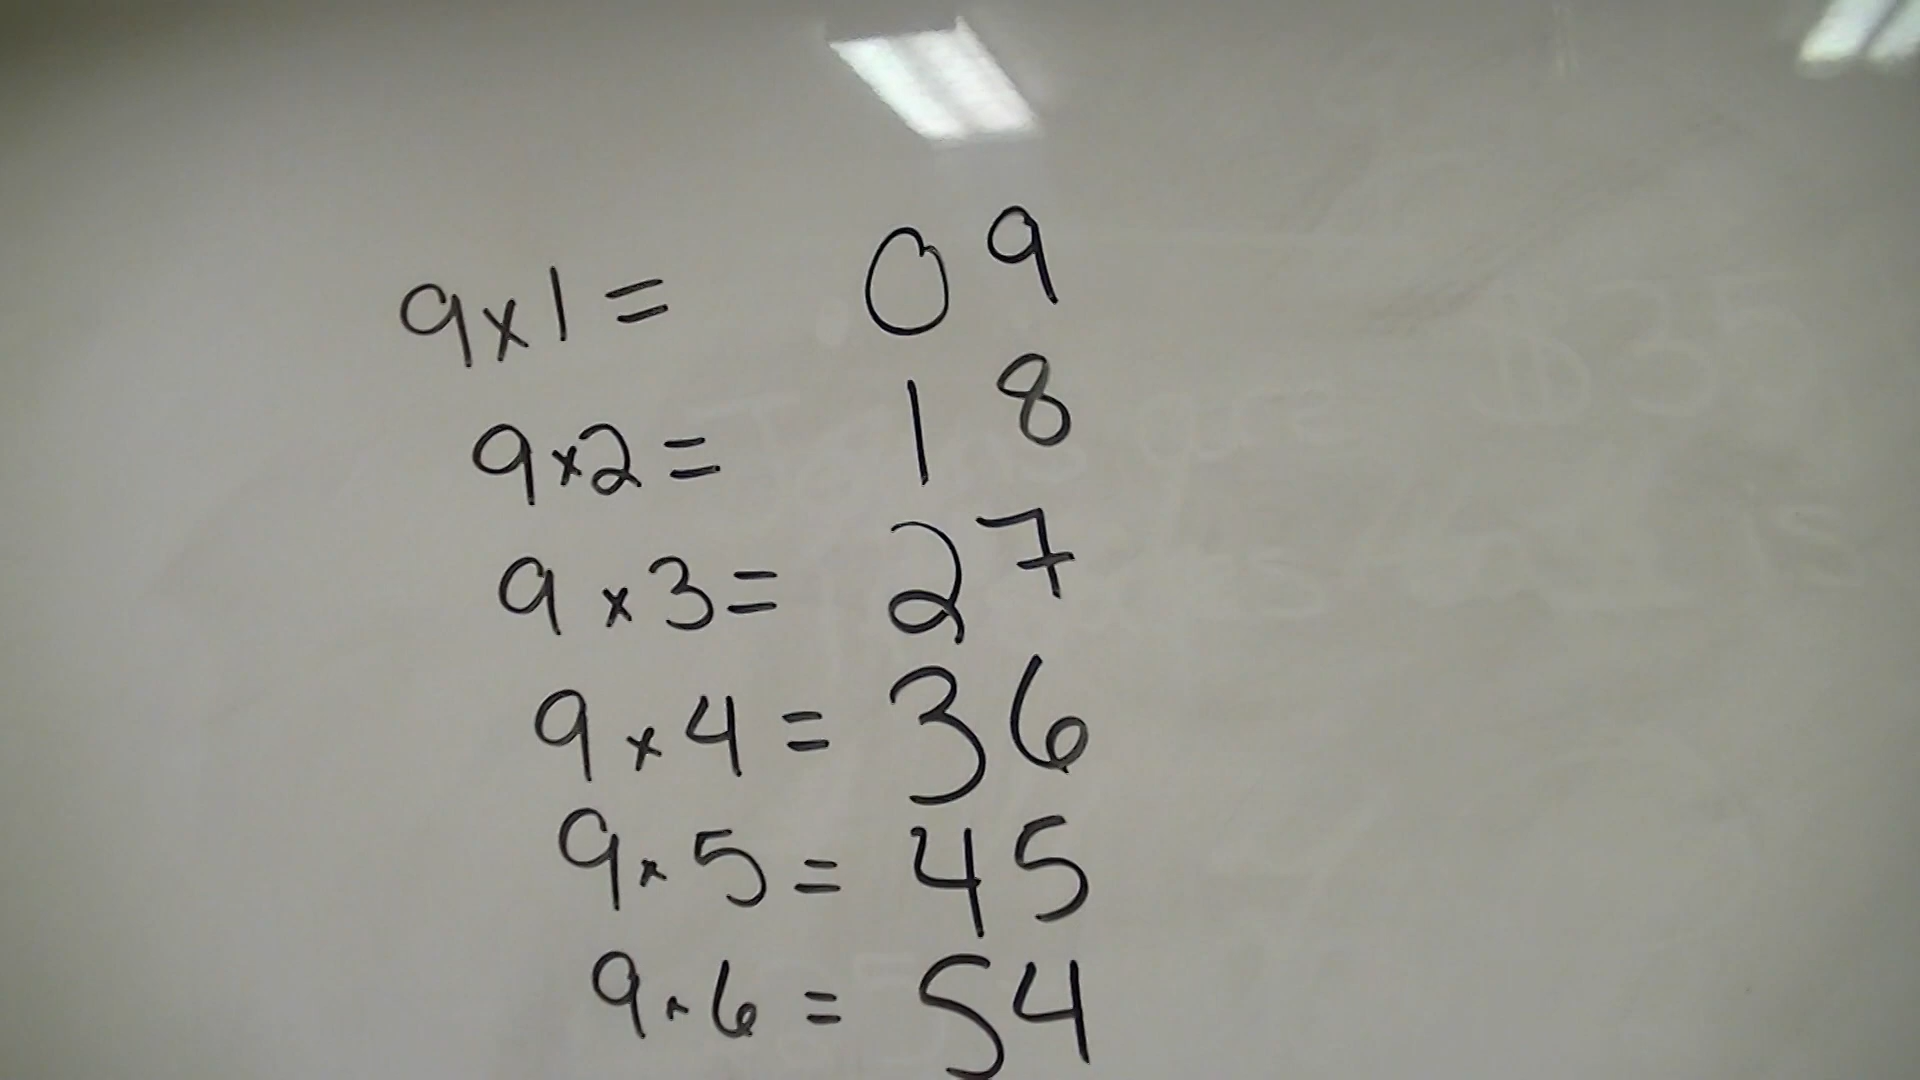 9x1= 09
9x2= 18
9x3= 27
9x4= 36
9x5= 45
9x6= 54